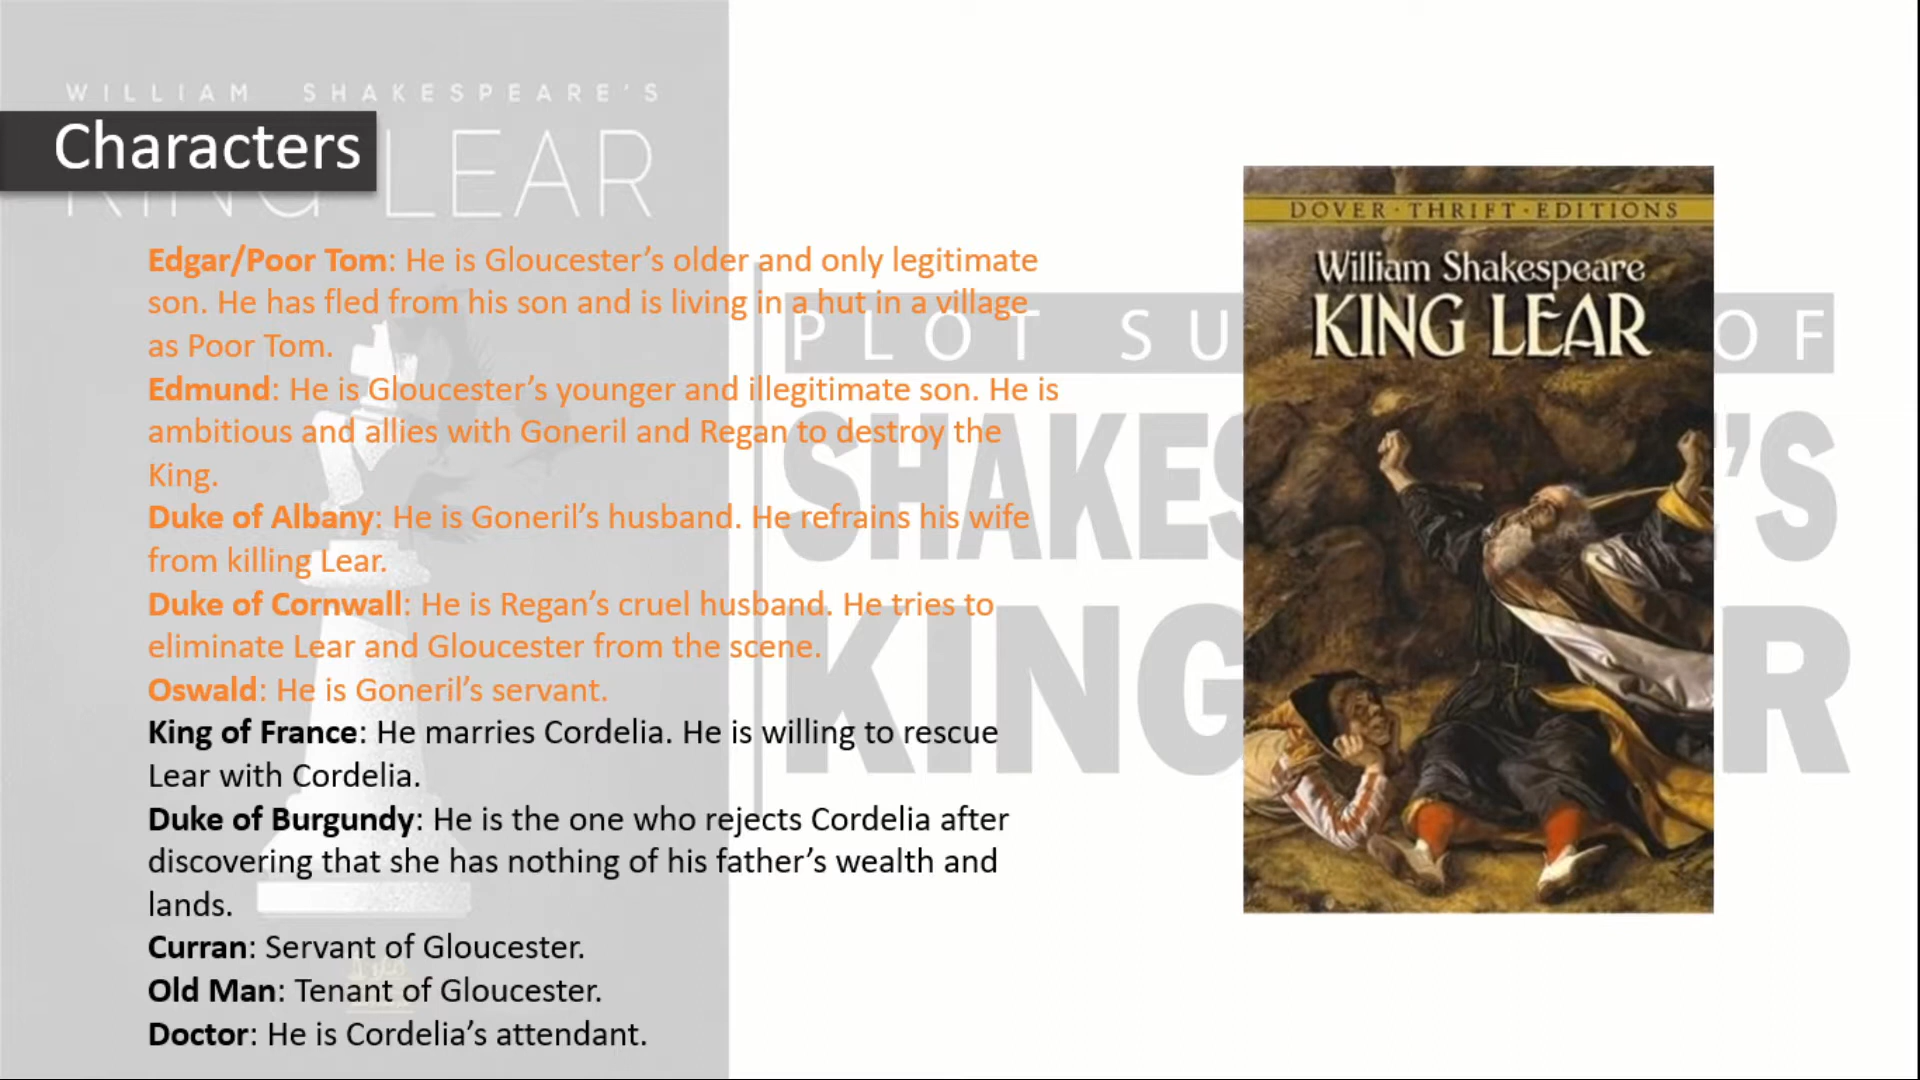 WILLIAM SHAKESPEARE'S
Characters
LEAR
Edgar/Poor Tom: He is Gloucester's older and only legitimate
son. He has fled from his son and is living in a hut in a village
as Poor Tom.
Edmund: He is Gloucester's younger and illegitimate son. He is
ambitious and allies with Goneril and Regan to destroy the
King.
Duke of Albany: He is Goneril's husband. He refrains his wife
from killing Lear.
Duke of Cornwall: He is Regan's cruel husband. He tries to
eliminate Lear and Gloucester from the scene.
Oswald: He is Goneril's servant.
King of France: He marries Cordelia. He is willing to rescue
Lear with Cordelia.
Duke of Burgundy: He is the one who rejects Cordelia after
discovering that she has nothing of his father's wealth and
lands.
Curran: Servant of Gloucester.
Old Man: Tenant of Gloucester.
Doctor: He is Cordelia's attendant.
PLOT SU OF
SHAKES 'S
KING R
DOVER · THRIFT · EDITIONS
William Shakespeare
KING LEAR